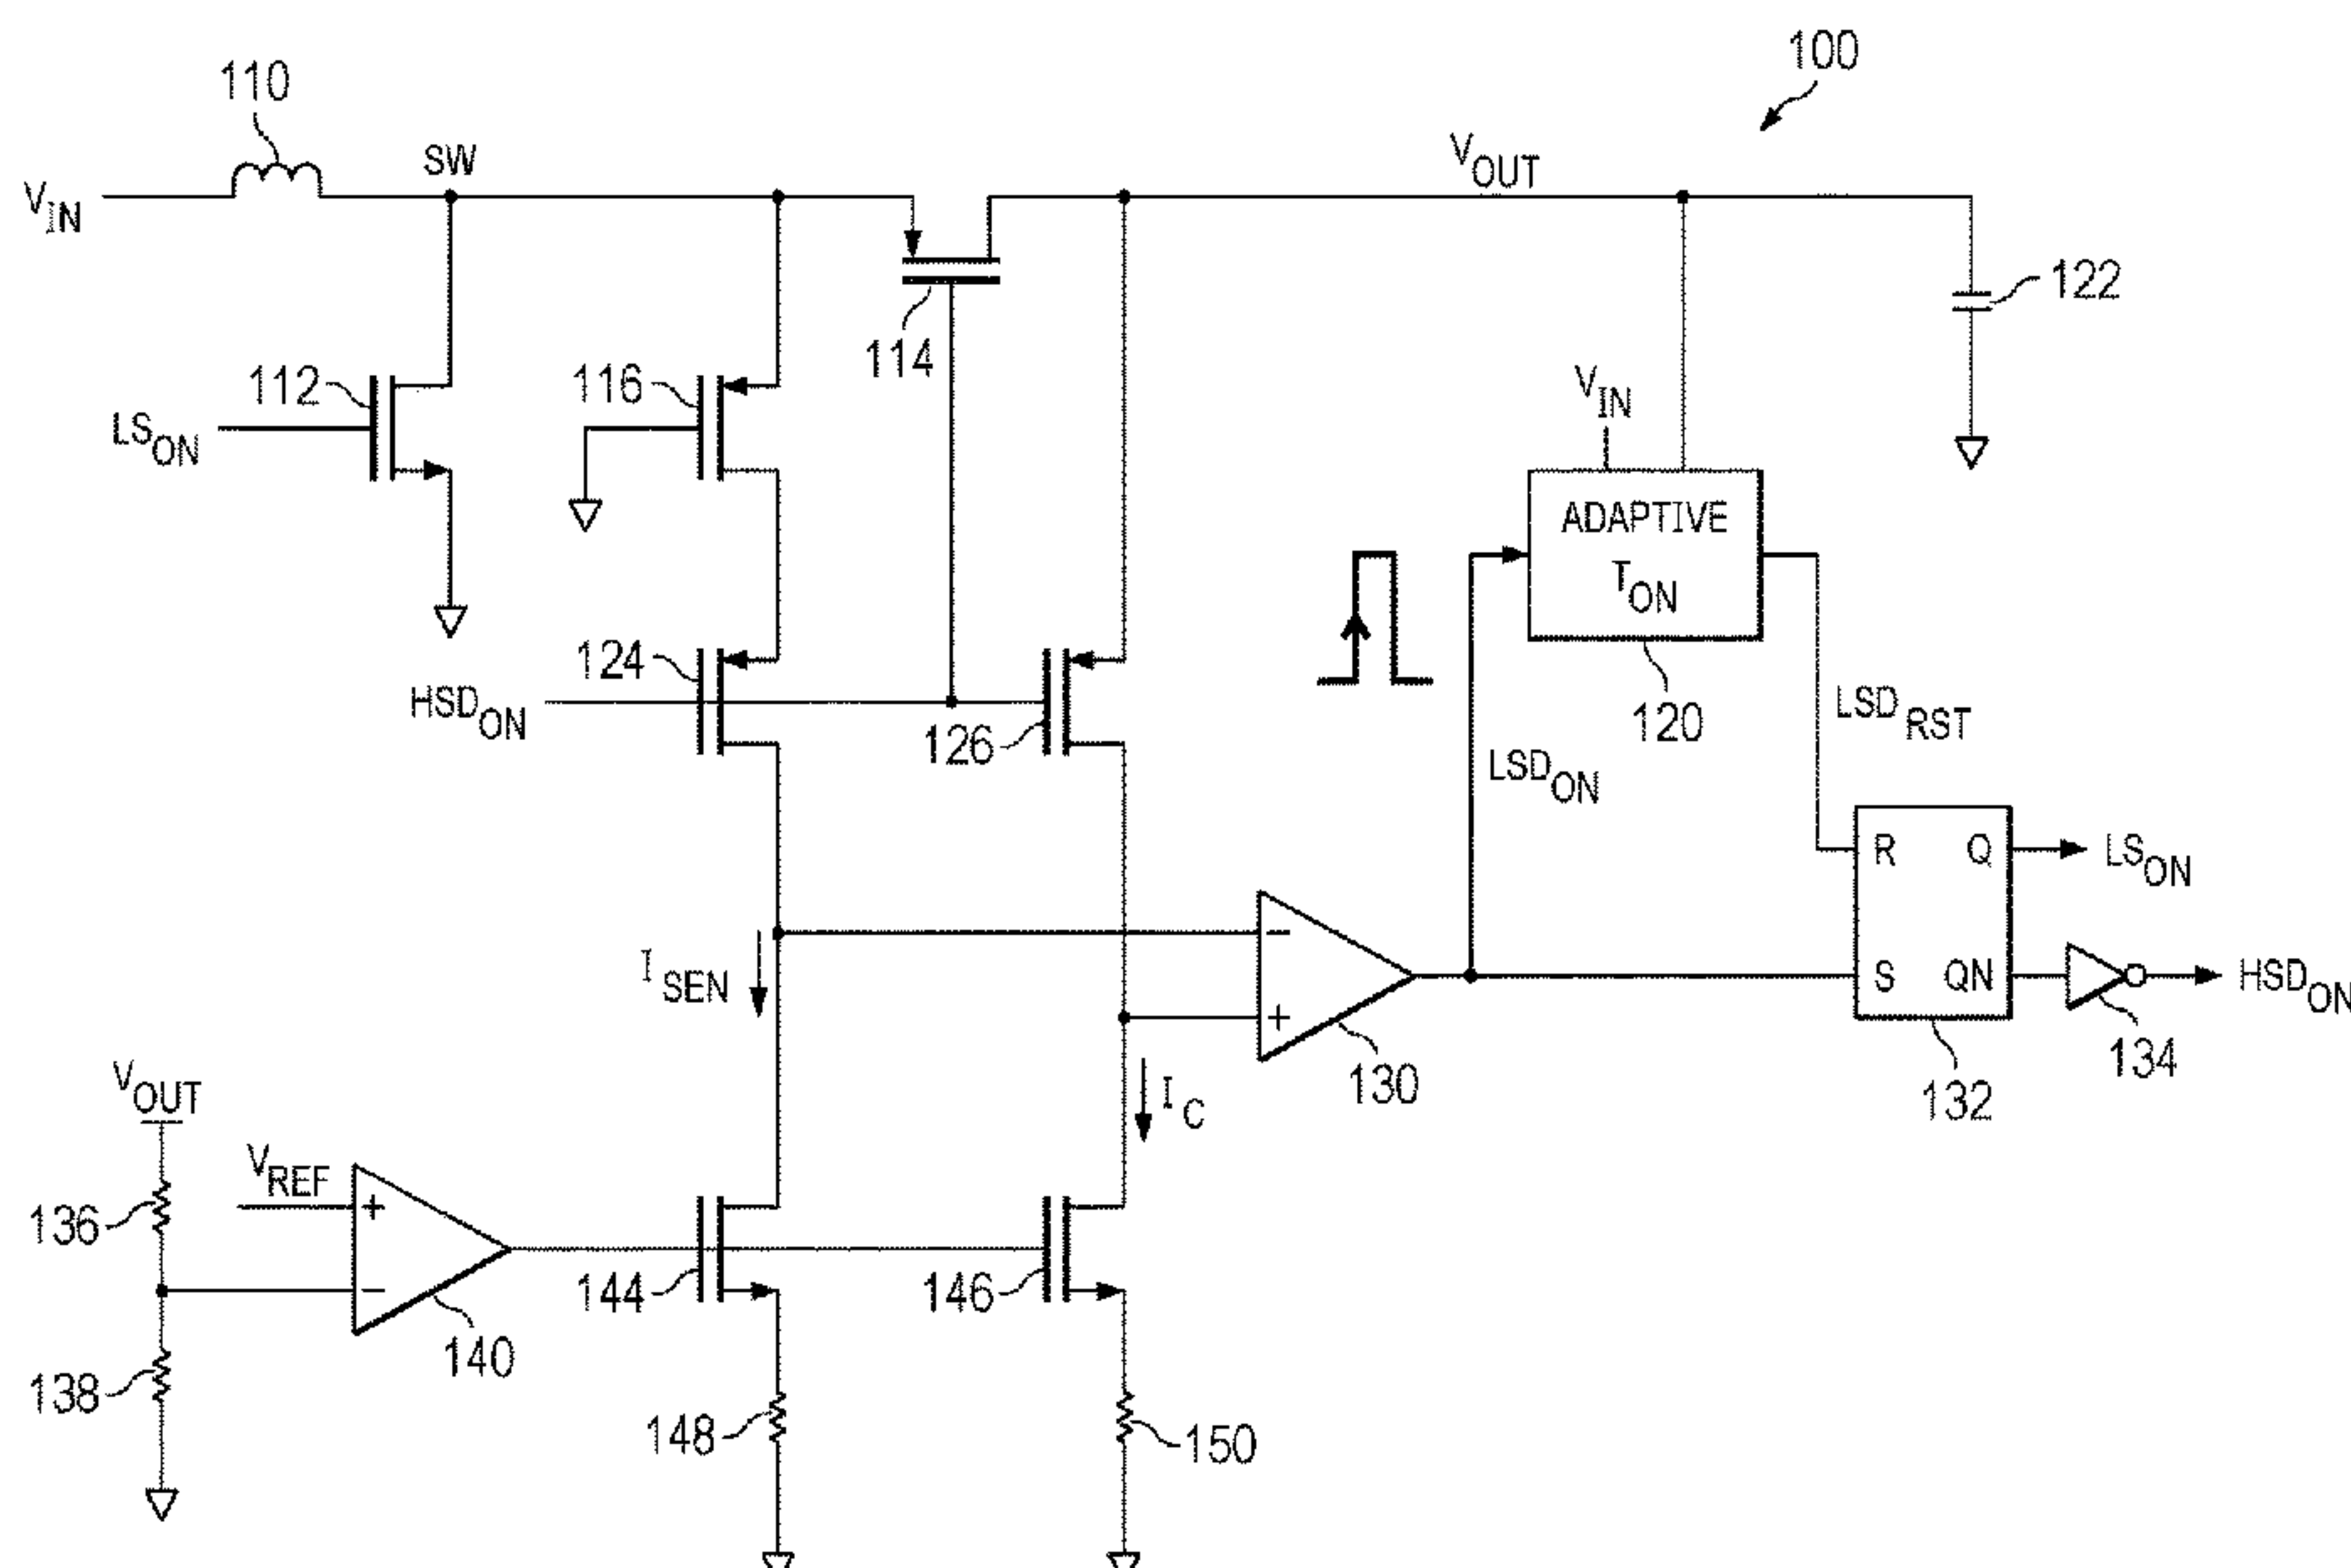 100
110
SW
VIN
VOUT
122
112
116
114
LSON
VIN
ADAPTIVE
TON
124
HSDON
126
120
LSDRST
LSDON
R
Q
LSON
ISEN
−
+
S
QN
HSDON
130
134
132
IC
VOUT
VREF
136
+
−
144
146
140
138
148
150